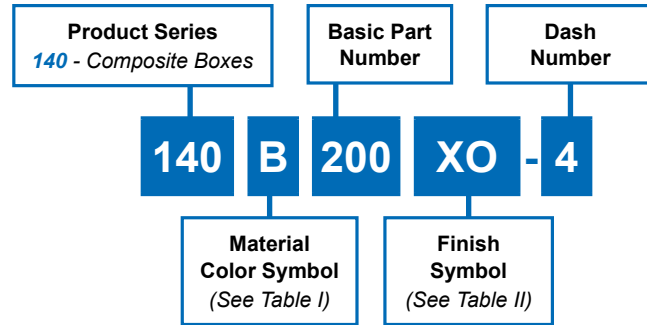 Product Series
140 - Composite Boxes
Basic Part
Number
Dash
Number
140 B 200 XO - 4
Material
Color Symbol
(See Table I)
Finish
Symbol
(See Table II)